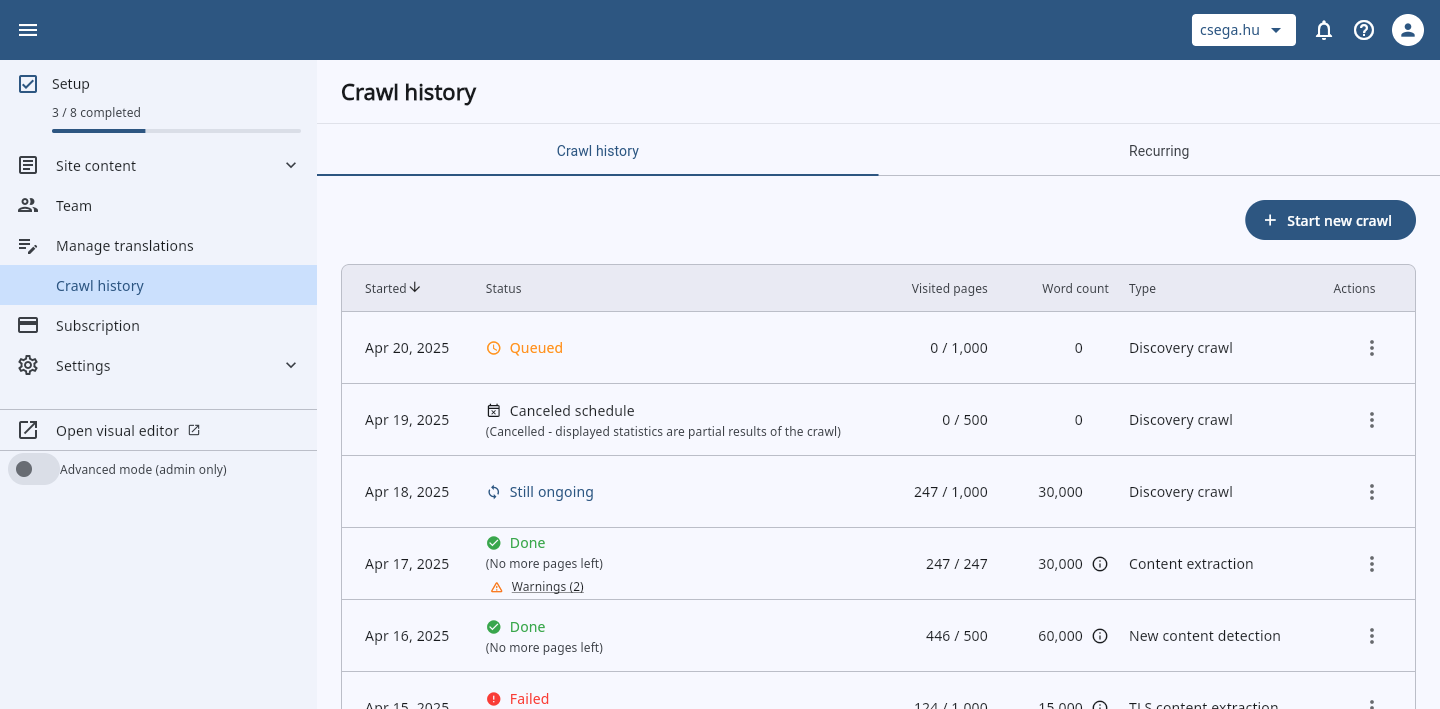 csega.hu
Setup
3 / 8 completed
Site content
Team
Manage translations
Crawl history
Subscription
Settings
Open visual editor
Advanced mode (admin only)
Crawl history
Crawl history
Recurring
Start new crawl
Started Status Visited pages Word count Type Actions
Apr 20, 2025 Queued 0 / 1,000 0 Discovery crawl
Apr 19, 2025 Canceled schedule 0 / 500 0 Discovery crawl
(Cancelled - displayed statistics are partial results of the crawl)
Apr 18, 2025 Still ongoing 247 / 1,000 30,000 Discovery crawl
Apr 17, 2025 Done 247 / 247 30,000 Content extraction
(No more pages left)
Warnings (2)
Apr 16, 2025 Done 446 / 500 60,000 New content detection
(No more pages left)
Apr 15, 2025 Failed 124 / 1,000 15,000 TLS content extraction